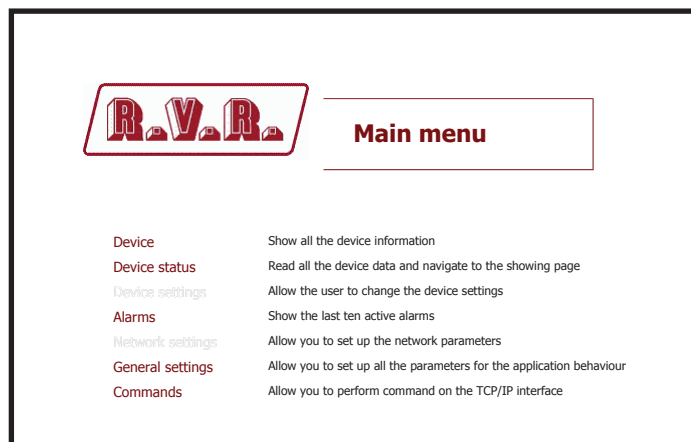 R.V.R.
Main menu
Device Show all the device information
Device status Read all the device data and navigate to the showing page
Device settings Allow the user to change the device settings
Alarms Show the last ten active alarms
Network settings Allow you to set up the network parameters
General settings Allow you to set up all the parameters for the application behaviour
Commands Allow you to perform command on the TCP/IP interface